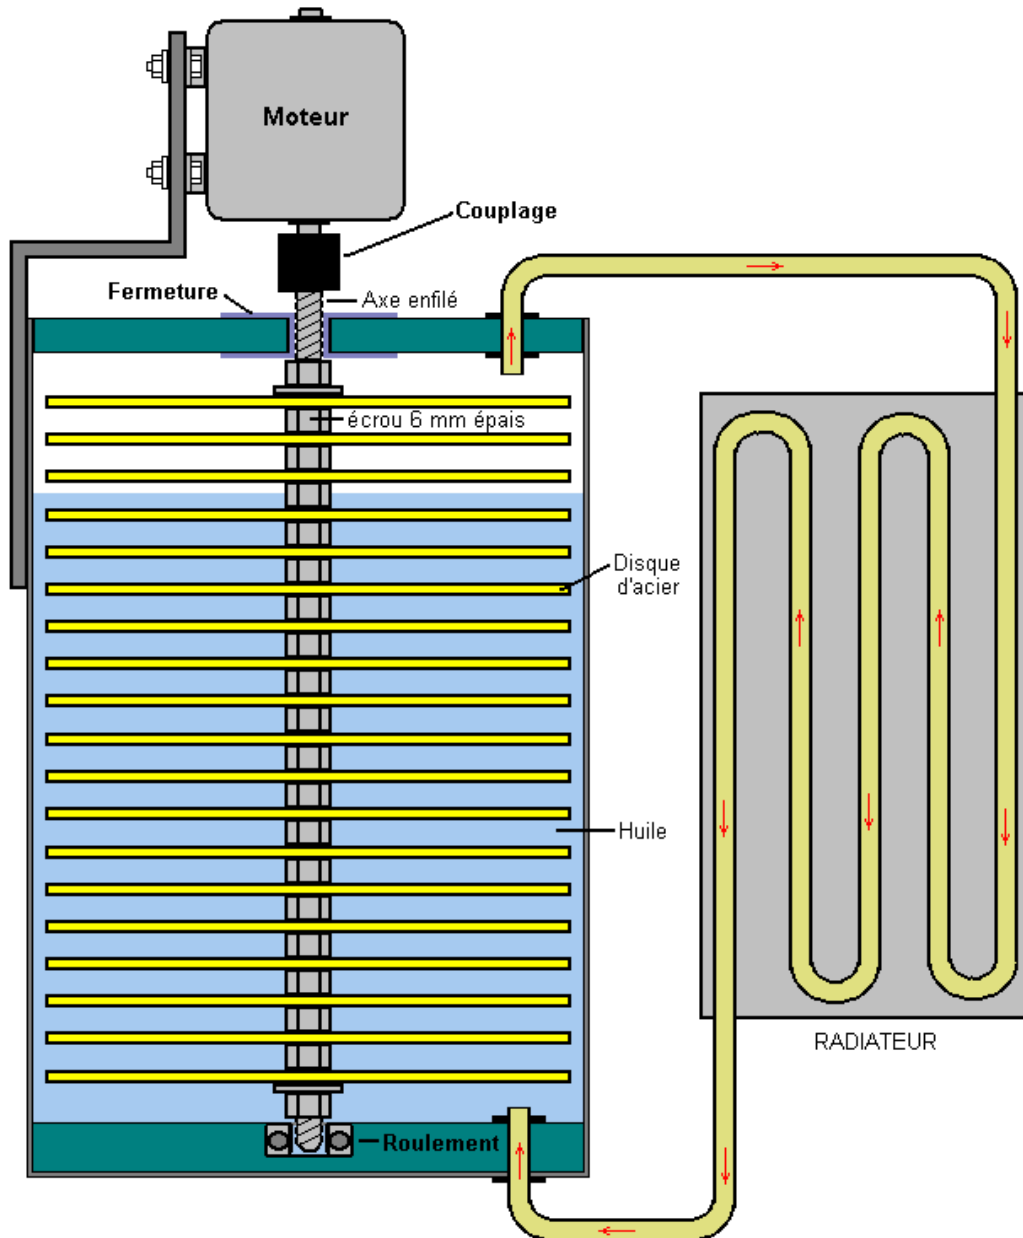 Moteur
Couplage
Fermeture
Axe enfilé
écrou 6 mm épais
Disque
d'acier
Huile
RADIATEUR
Roulement